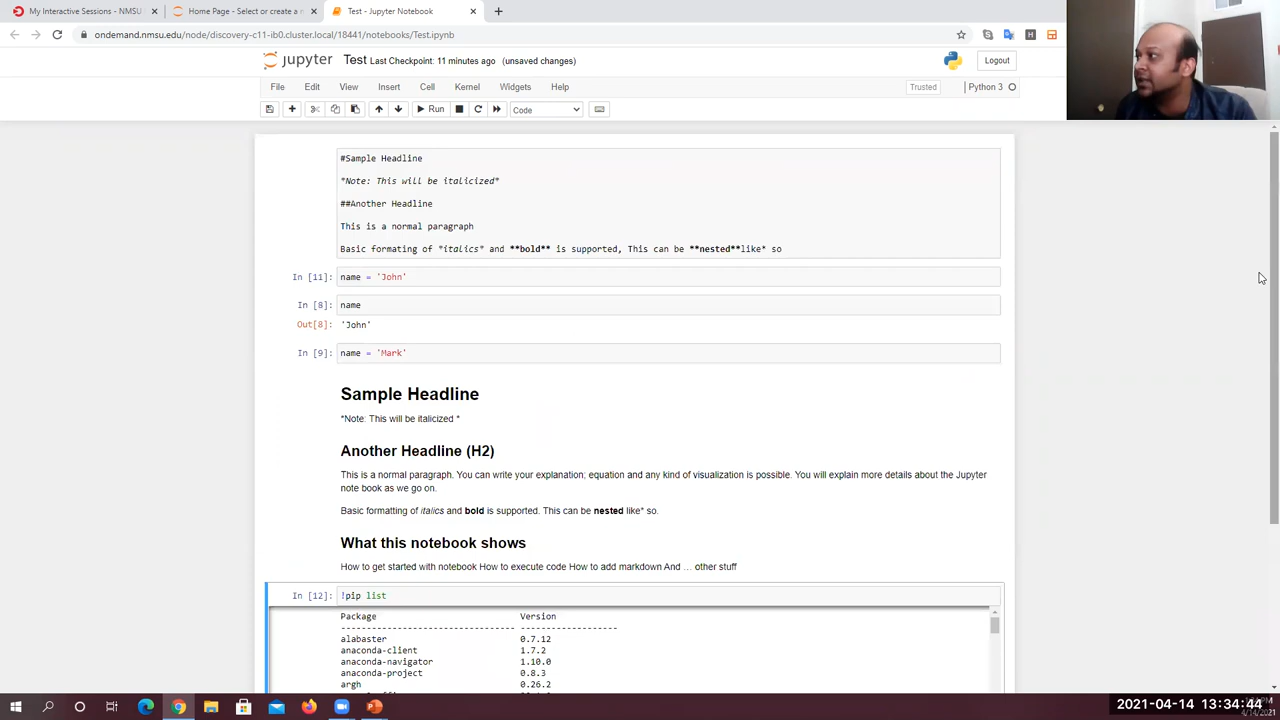 My Interactive Sessions - NMSU
Home Page - Select or create a n
Test - Jupyter Notebook
ondemand.nmsu.edu/node/discovery-c11-ib0.cluster.local/18441/notebooks/Test.ipynb
jupyter Test Last Checkpoint: 11 minutes ago (unsaved changes)
Logout
File Edit View Insert Cell Kernel Widgets Help
Trusted
Python 3
Run
Code
#Sample Headline
*Note: This will be italicized*
##Another Headline
This is a normal paragraph
Basic formating of *italics* and **bold** is supported, This can be **nested**like* so
In [11]: name = 'John'
In [8]: name
Out[8]: 'John'
In [9]: name = 'Mark'
Sample Headline
*Note: This will be italicized *
Another Headline (H2)
This is a normal paragraph. You can write your explanation; equation and any kind of visualization is possible. You will explain more details about the Jupyter
note book as we go on.
Basic formatting of italics and bold is supported. This can be nested like* so.
What this notebook shows
How to get started with notebook How to execute code How to add markdown And … other stuff
In [12]: !pip list
Package Version
---------------------------------- -------------------
alabaster 0.7.12
anaconda-client 1.7.2
anaconda-navigator 1.10.0
anaconda-project 0.8.3
argh 0.26.2
2021-04-14 13:34:44
4/14/2021